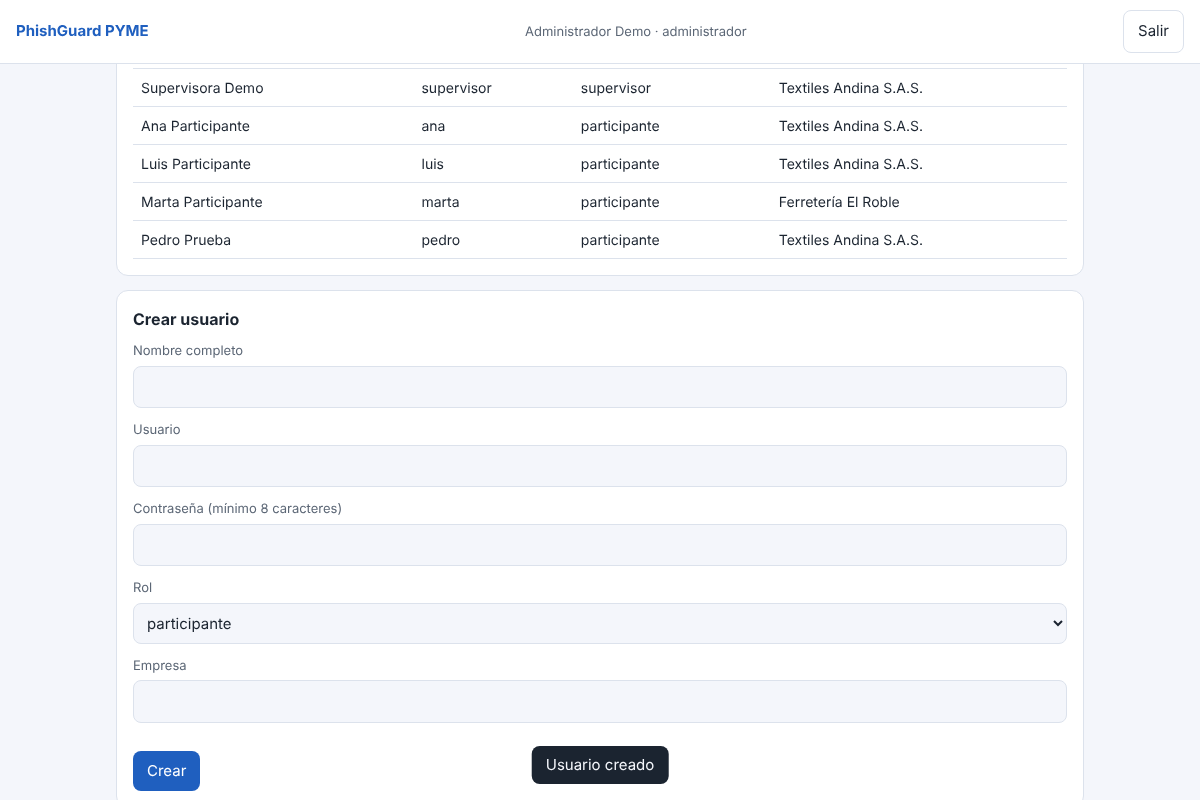 PhishGuard PYME
Administrador Demo · administrador
Salir
Supervisora Demo supervisor supervisor Textiles Andina S.A.S.
Ana Participante ana participante Textiles Andina S.A.S.
Luis Participante luis participante Textiles Andina S.A.S.
Marta Participante marta participante Ferretería El Roble
Pedro Prueba pedro participante Textiles Andina S.A.S.
Crear usuario
Nombre completo
Usuario
Contraseña (mínimo 8 caracteres)
Rol
participante
Empresa
Crear
Usuario creado